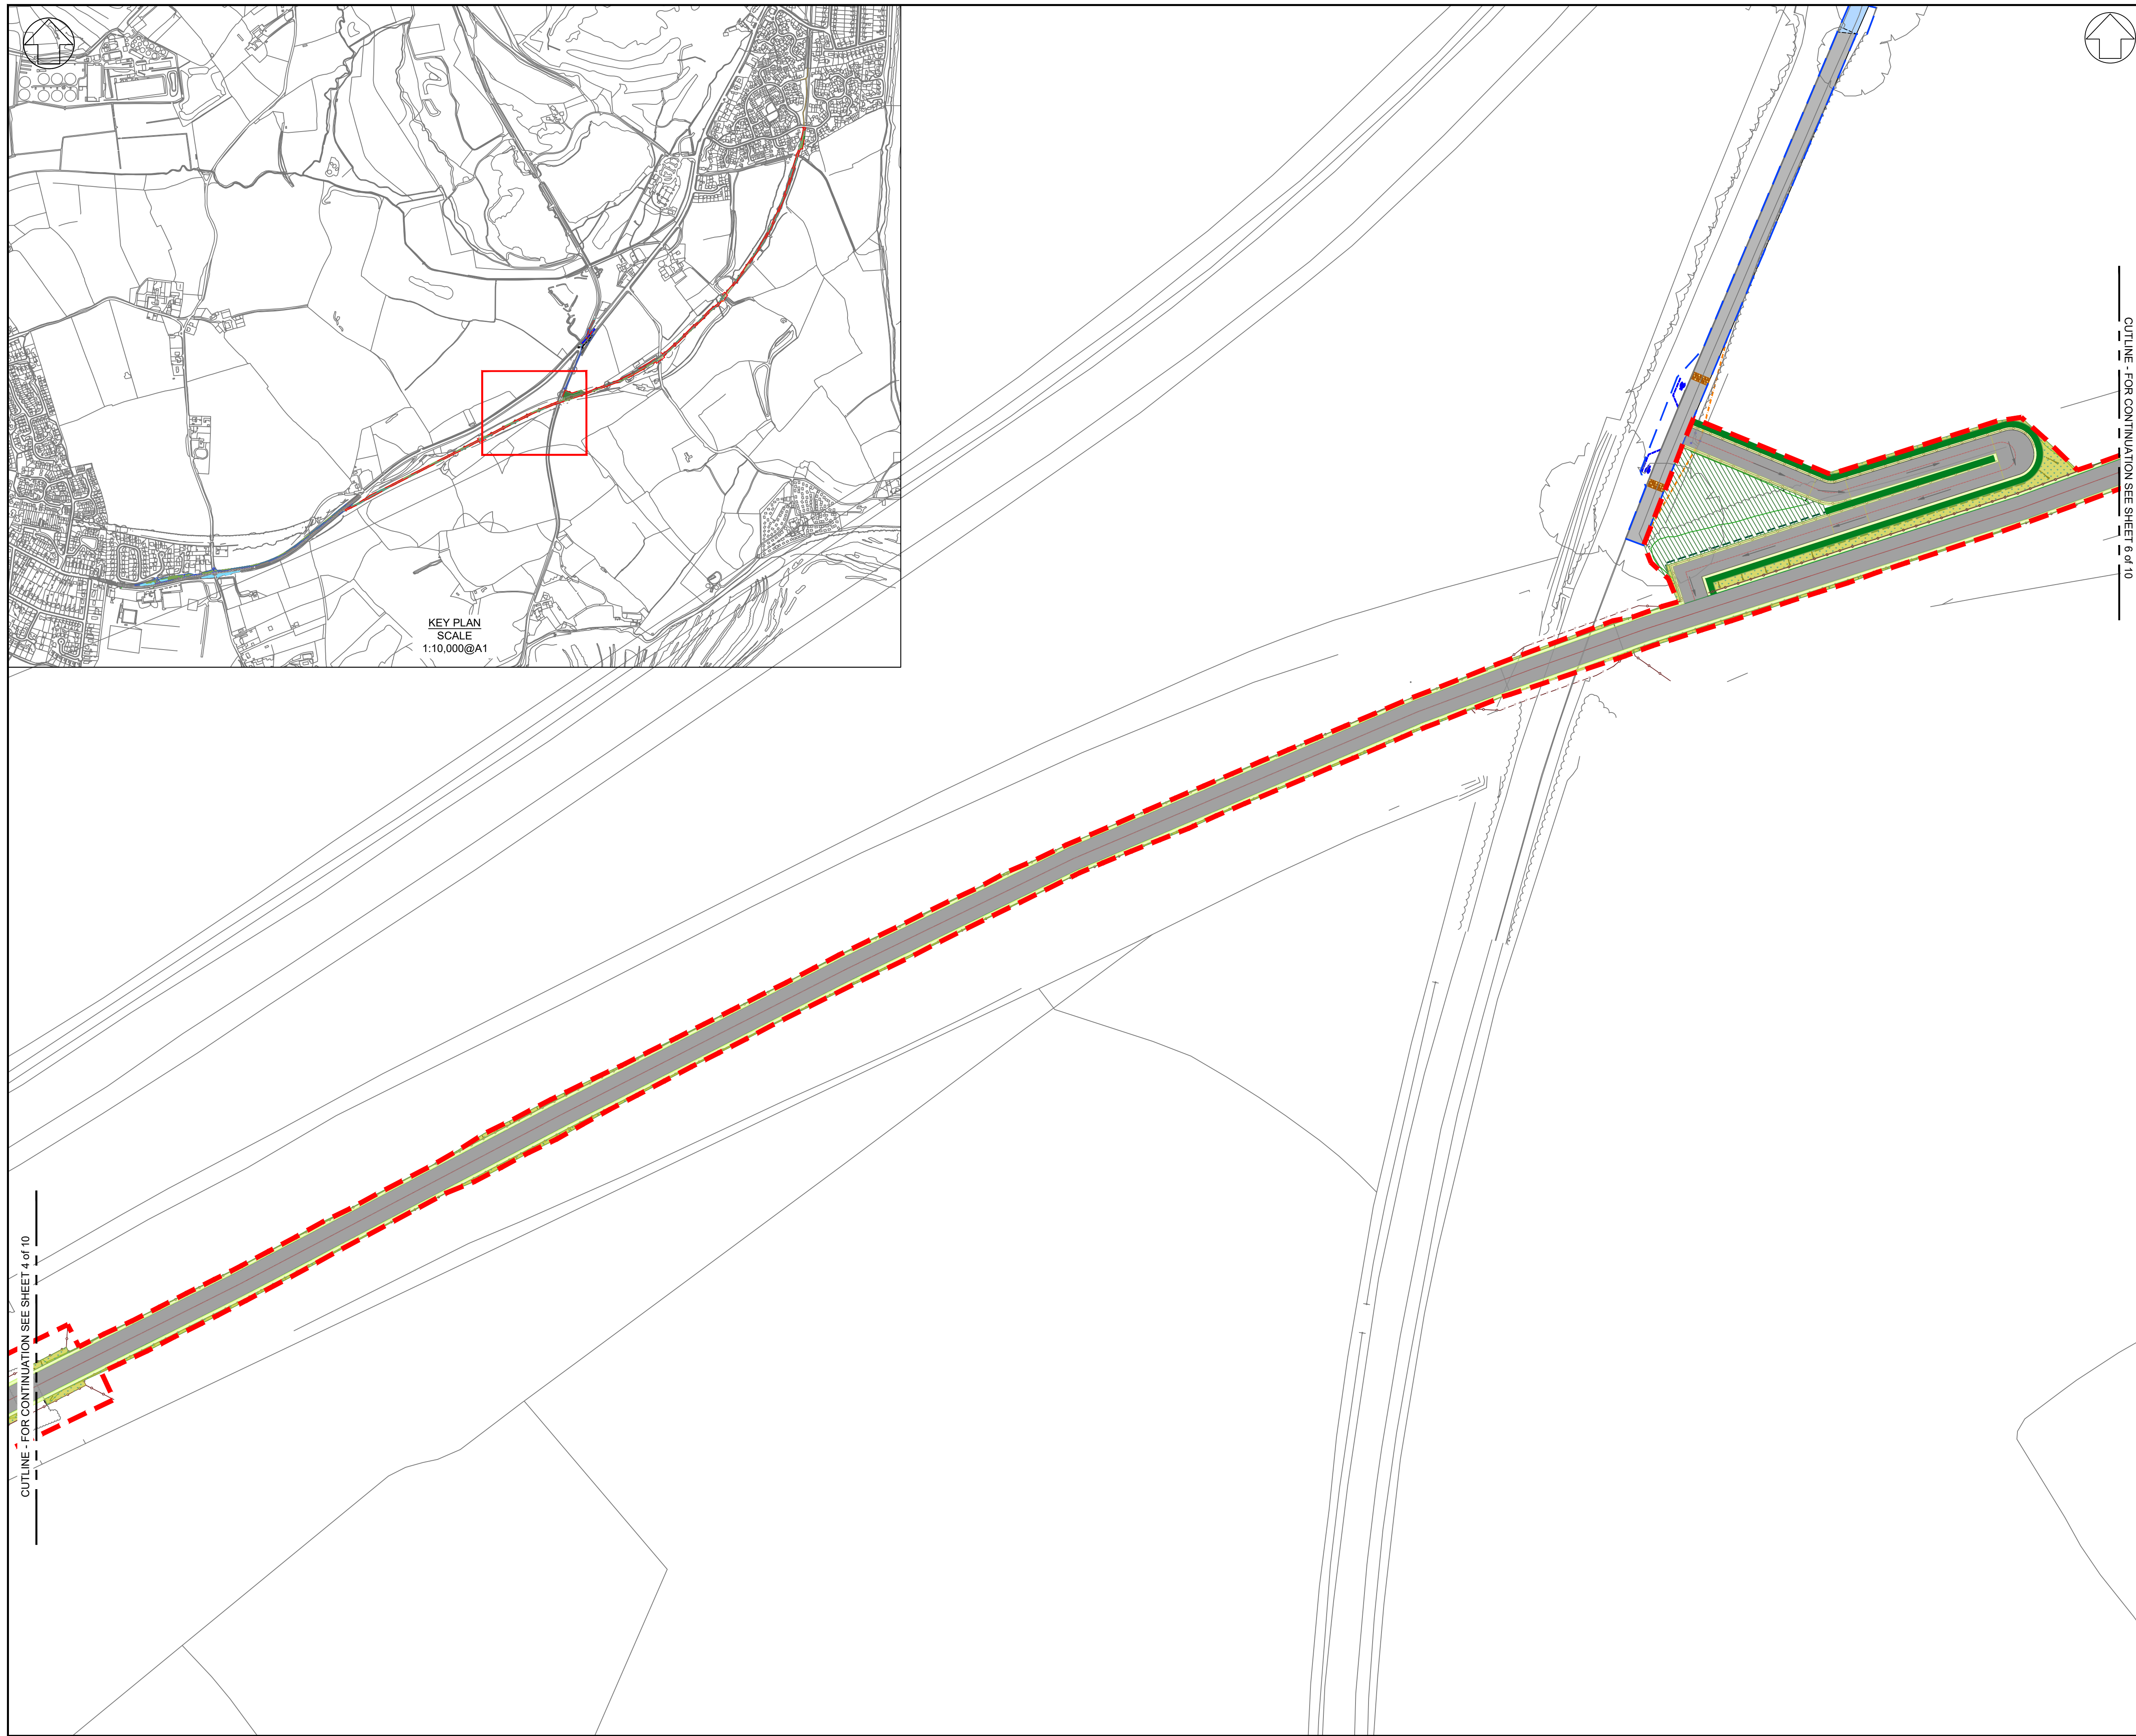 KEY PLAN
SCALE
1:10,000@A1
CUTLINE - FOR CONTINUATION SEE SHEET 6 of 10
CUTLINE - FOR CONTINUATION SEE SHEET 4 of 10